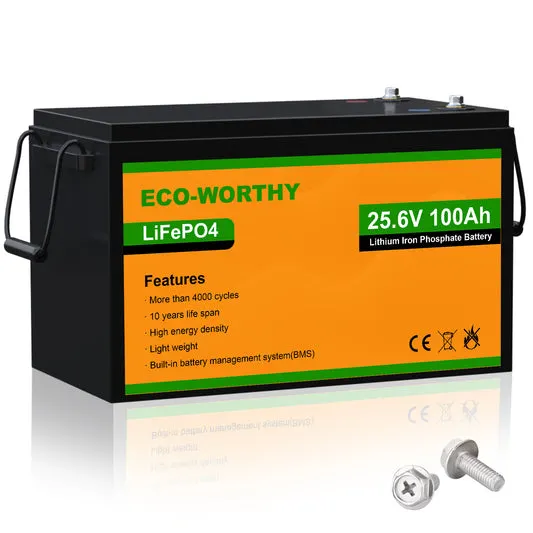 ECO-WORTHY
LiFePO4
25.6V 100Ah
Lithium Iron Phosphate Battery
Features
· More than 4000 cycles
· 10 years life span
· High energy density
· Light weight
· Built-in battery management system(BMS)
CE